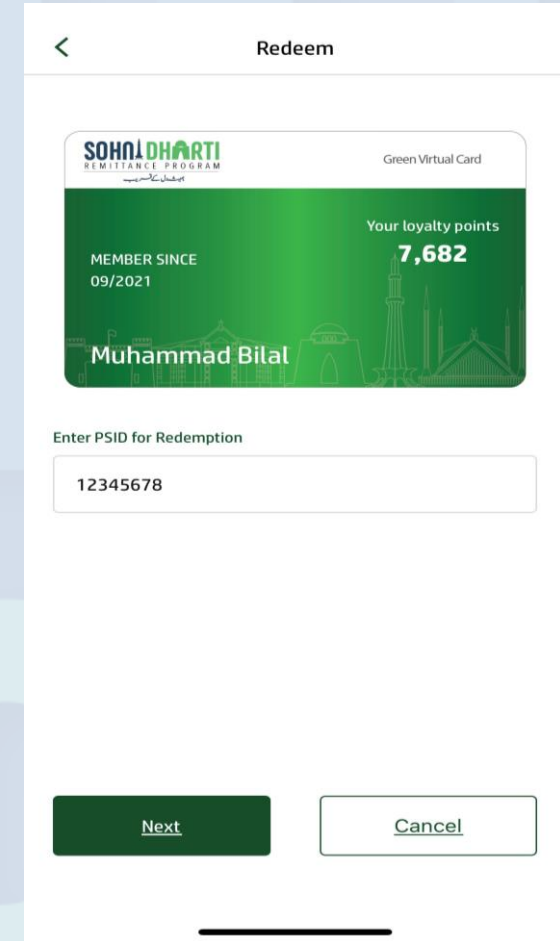 Redeem
SOHNI DHARTI
REMITTANCE PROGRAM
Green Virtual Card
Your loyalty points
7,682
MEMBER SINCE
09/2021
Muhammad Bilal
Enter PSID for Redemption
12345678
Next
Cancel